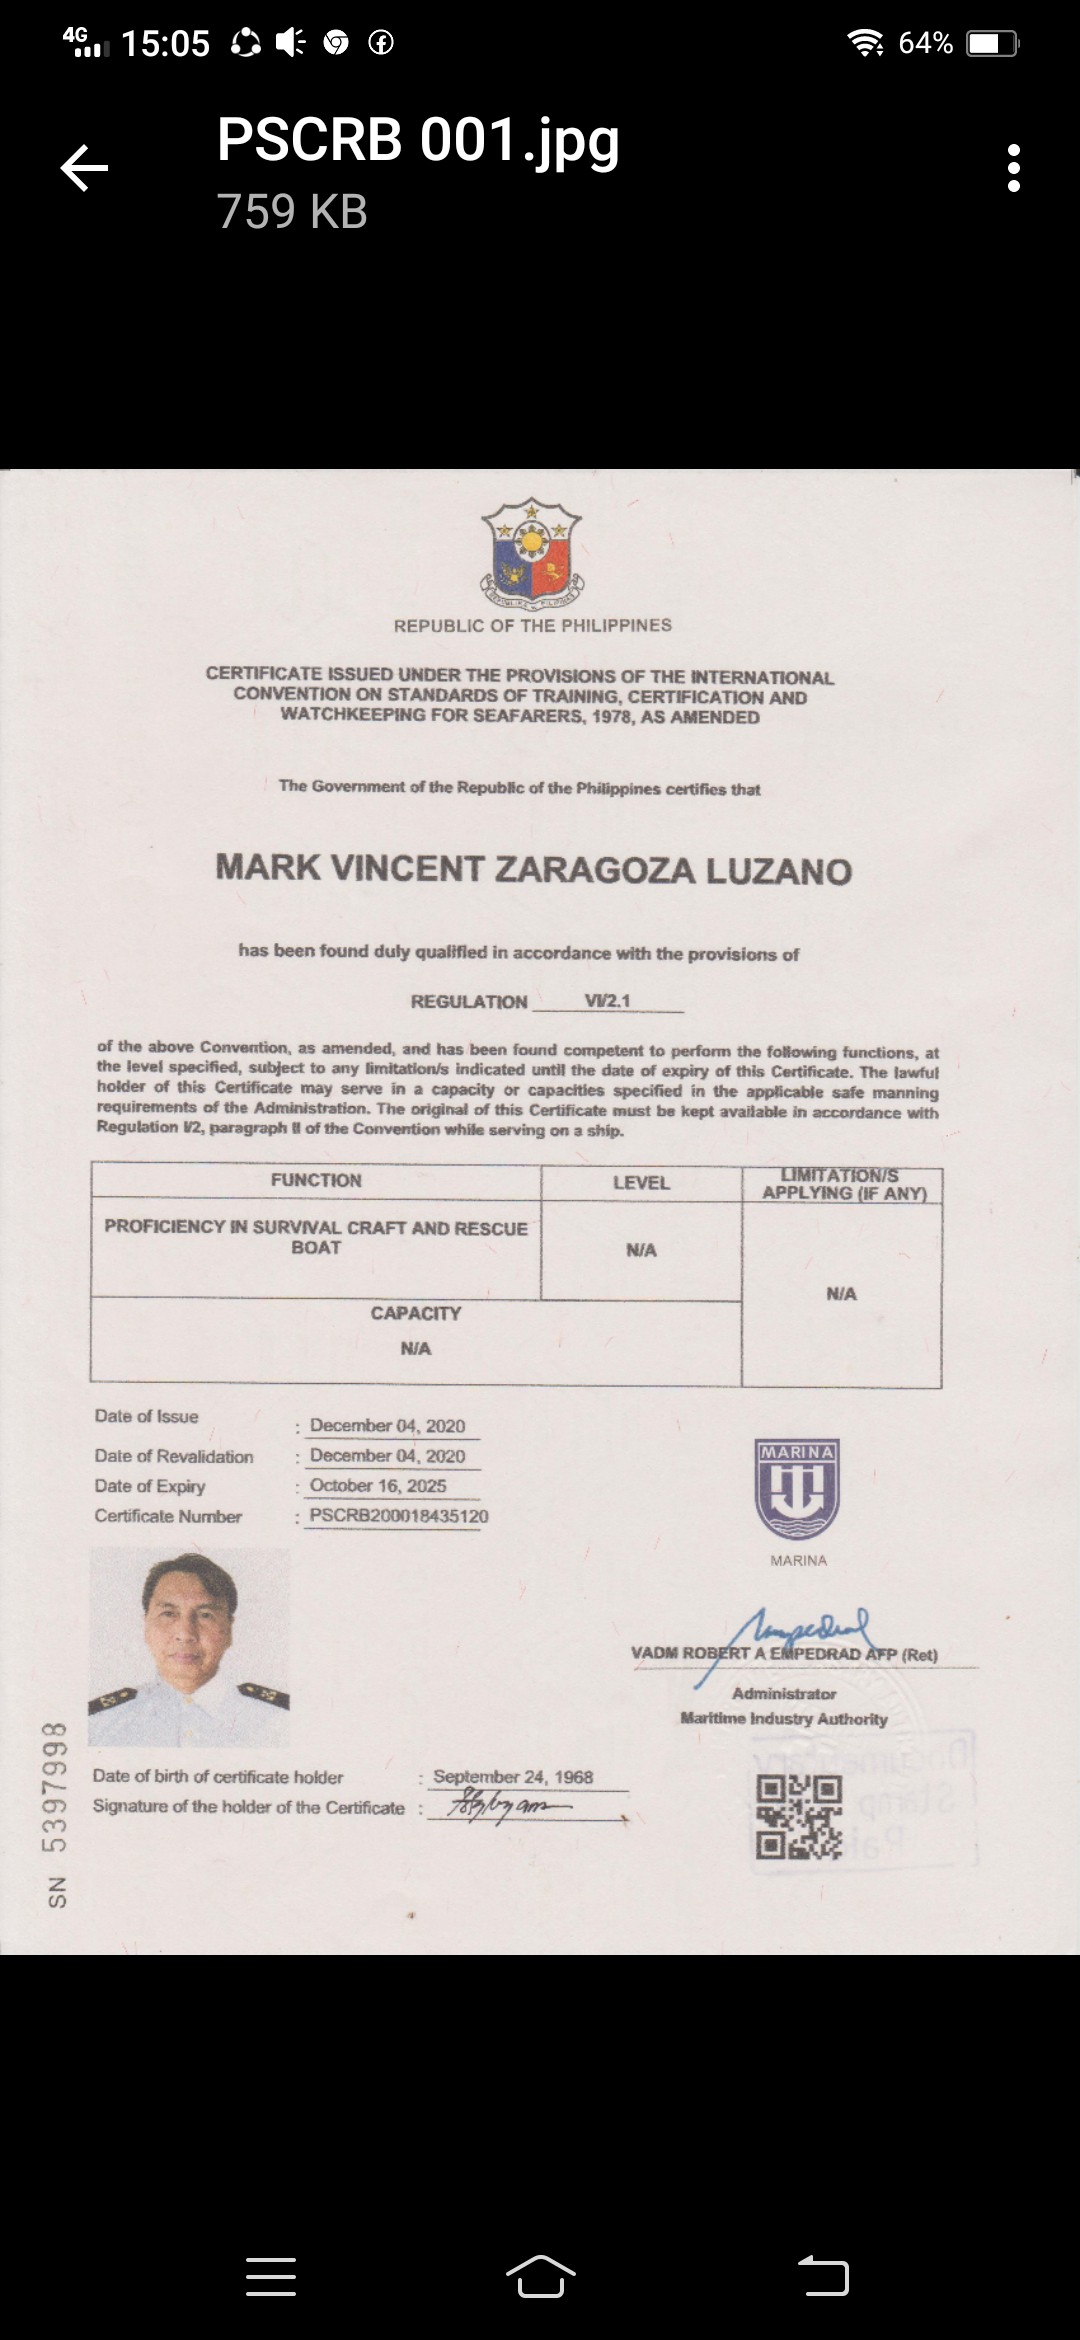 4G 15:05 64%
PSCRB 001.jpg
759 KB
REPUBLIC OF THE PHILIPPINES
CERTIFICATE ISSUED UNDER THE PROVISIONS OF THE INTERNATIONAL
CONVENTION ON STANDARDS OF TRAINING, CERTIFICATION AND
WATCHKEEPING FOR SEAFARERS, 1978, AS AMENDED
The Government of the Republic of the Philippines certifies that
MARK VINCENT ZARAGOZA LUZANO
has been found duly qualified in accordance with the provisions of
REGULATION VI/2.1
of the above Convention, as amended, and has been found competent to perform the following functions, at
the level specified, subject to any limitation/s indicated until the date of expiry of this Certificate. The lawful
holder of this Certificate may serve in a capacity or capacities specified in the applicable safe manning
requirements of the Administration. The original of this Certificate must be kept available in accordance with
Regulation I/2, paragraph II of the Convention while serving on a ship.
FUNCTION LEVEL LIMITATION/S
APPLYING (IF ANY)
PROFICIENCY IN SURVIVAL CRAFT AND RESCUE
BOAT
N/A
N/A
CAPACITY
N/A
Date of Issue : December 04, 2020
Date of Revalidation : December 04, 2020
Date of Expiry : October 16, 2025
Certificate Number : PSCRB200018435120
MARINA
MARINA
VADM ROBERT A EMPEDRAD AFP (Ret)
Administrator
Maritime Industry Authority
Date of birth of certificate holder : September 24, 1968
Signature of the holder of the Certificate :
SN 5397998